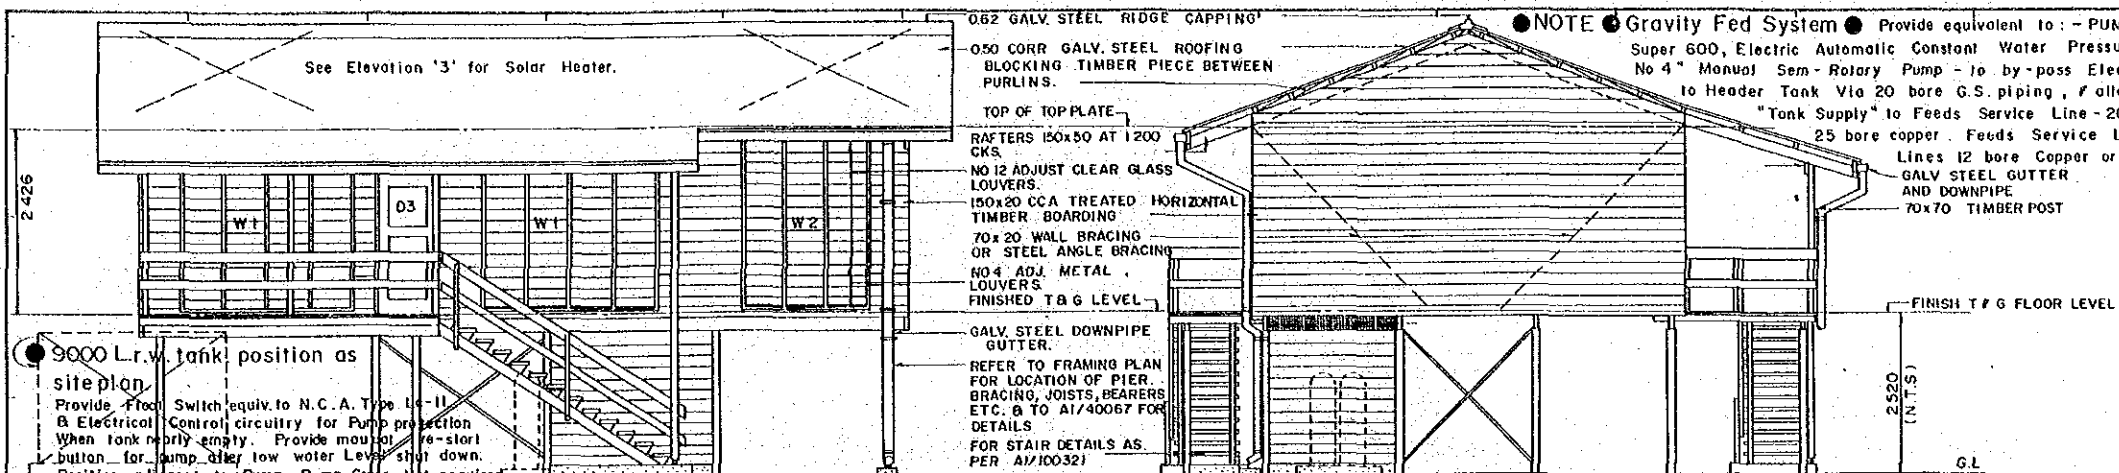 See Elevation '3' for Solar Heater.
2426
W1
D3
W1
W2
● 9000 L.r.w. tank position as
site plan.
Provide Float Switch equiv. to N.C.A. Type
& Electrical Control circuitry for Pump protection
When tank nearly empty. Provide manual re-start
button for pump after low water Level shut down.
0.62 GALV. STEEL RIDGE CAPPING
0.50 CORR GALV. STEEL ROOFING
BLOCKING TIMBER PIECE BETWEEN
PURLINS.
TOP OF TOP PLATE
RAFTERS 150x50 AT 1200
CKS.
NO 12 ADJUST CLEAR GLASS
LOUVERS.
150x20 CCA TREATED HORIZONTAL
TIMBER BOARDING
70x20 WALL BRACING
OR STEEL ANGLE BRACING
NO 4 ADJ. METAL
LOUVERS
FINISHED T&G LEVEL
GALV. STEEL DOWNPIPE
GUTTER.
REFER TO FRAMING PLAN
FOR LOCATION OF PIER.
BRACING, JOISTS, BEARERS
ETC. & TO A1/40067 FOR
DETAILS
FOR STAIR DETAILS AS
PER A1/100321
● NOTE ● Gravity Fed System ● Provide equivalent to : - PUM
Super 600, Electric Automatic Constant Water Pressu
No 4" Manual Sem-Rotary Pump - to by-pass Elec
to Header Tank Via 20 bore G.S. piping, & allo
"Tank Supply" to Feeds Service Line - 20
25 bore copper. Feeds Service L
Lines 12 bore Copper or
GALV STEEL GUTTER
AND DOWNPIPE
70x70 TIMBER POST
FINISH T & G FLOOR LEVEL
2520
(N.T.S)
G.L